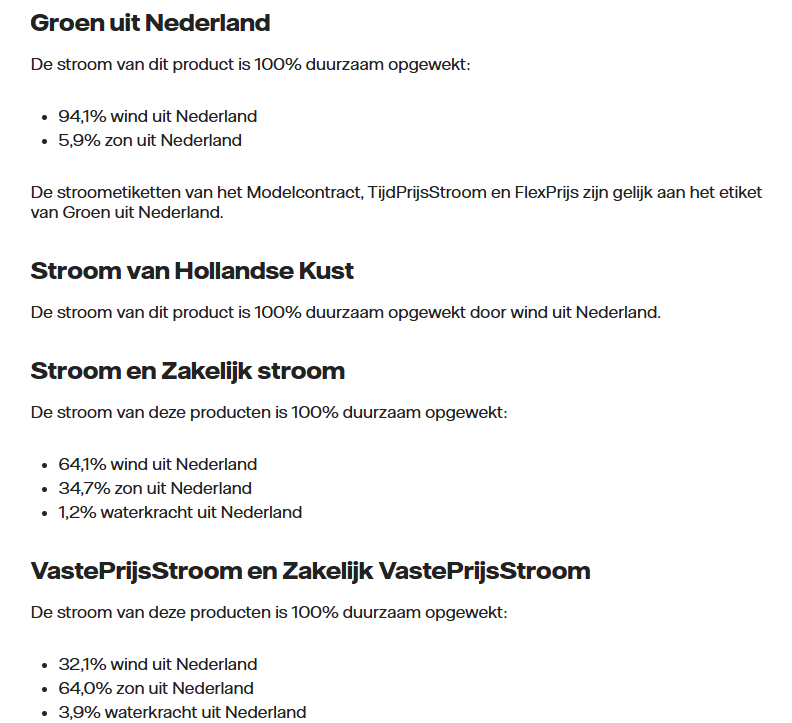 Groen uit Nederland
De stroom van dit product is 100% duurzaam opgewekt:
• 94,1% wind uit Nederland
• 5,9% zon uit Nederland
De stroometiketten van het Modelcontract, TijdPrijsStroom en FlexPrijs zijn gelijk aan het etiket
van Groen uit Nederland.
Stroom van Hollandse Kust
De stroom van dit product is 100% duurzaam opgewekt door wind uit Nederland.
Stroom en Zakelijk stroom
De stroom van deze producten is 100% duurzaam opgewekt:
• 64,1% wind uit Nederland
• 34,7% zon uit Nederland
• 1,2% waterkracht uit Nederland
VastePrijsStroom en Zakelijk VastePrijsStroom
De stroom van deze producten is 100% duurzaam opgewekt:
• 32,1% wind uit Nederland
• 64,0% zon uit Nederland
• 3,9% waterkracht uit Nederland